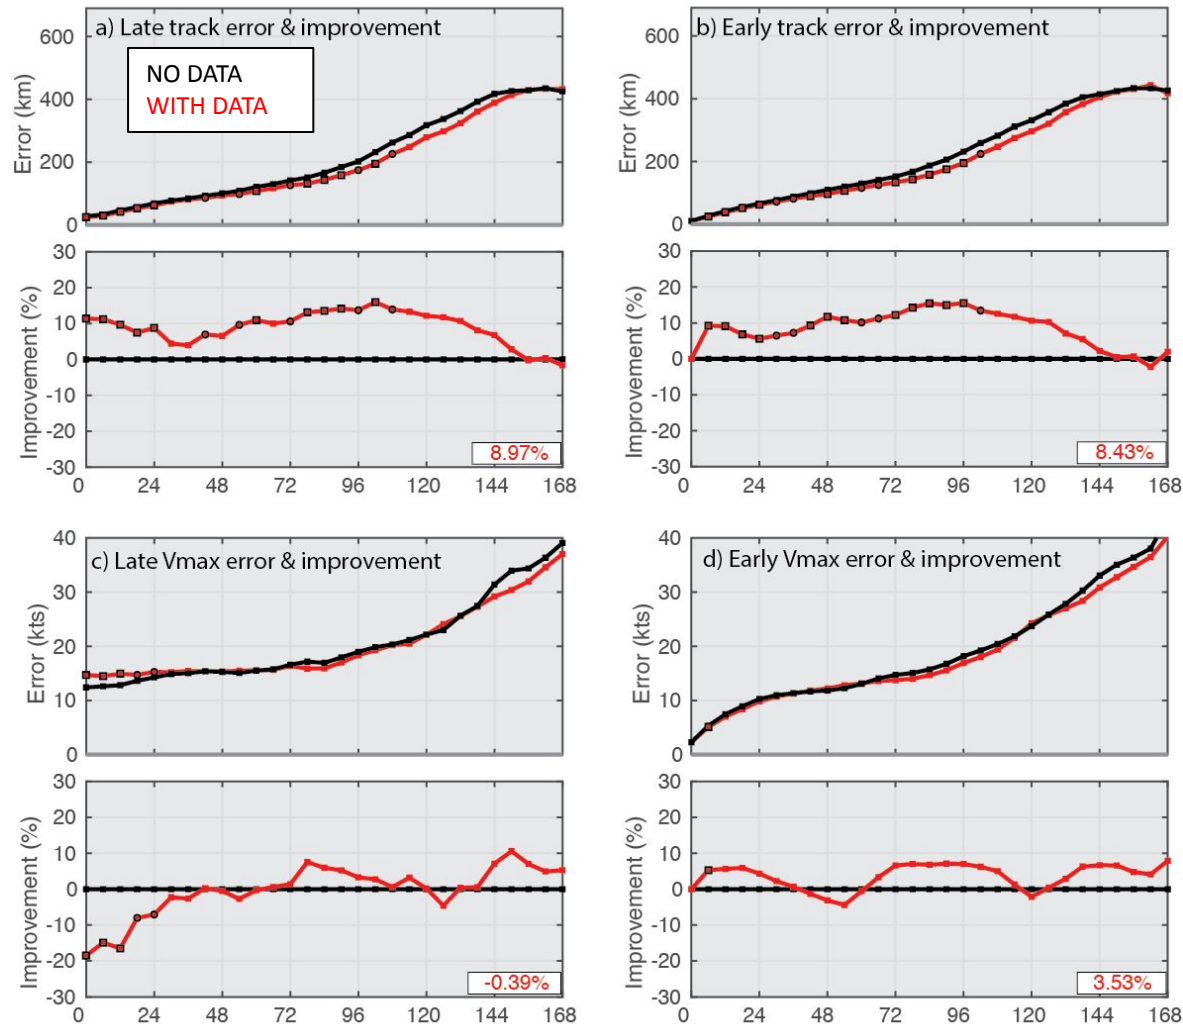 a) Late track error & improvement
NO DATA
WITH DATA
Error (km)
600
400
200
0
Improvement (%)
30
20
10
0
-10
-20
-30
8.97%
0 24 48 72 96 120 144 168
b) Early track error & improvement
Error (km)
600
400
200
0
Improvement (%)
30
20
10
0
-10
-20
-30
8.43%
0 24 48 72 96 120 144 168
c) Late Vmax error & improvement
Error (kts)
40
30
20
10
0
Improvement (%)
30
20
10
0
-10
-20
-30
-0.39%
0 24 48 72 96 120 144 168
d) Early Vmax error & improvement
Error (kts)
40
30
20
10
0
Improvement (%)
30
20
10
0
-10
-20
-30
3.53%
0 24 48 72 96 120 144 168